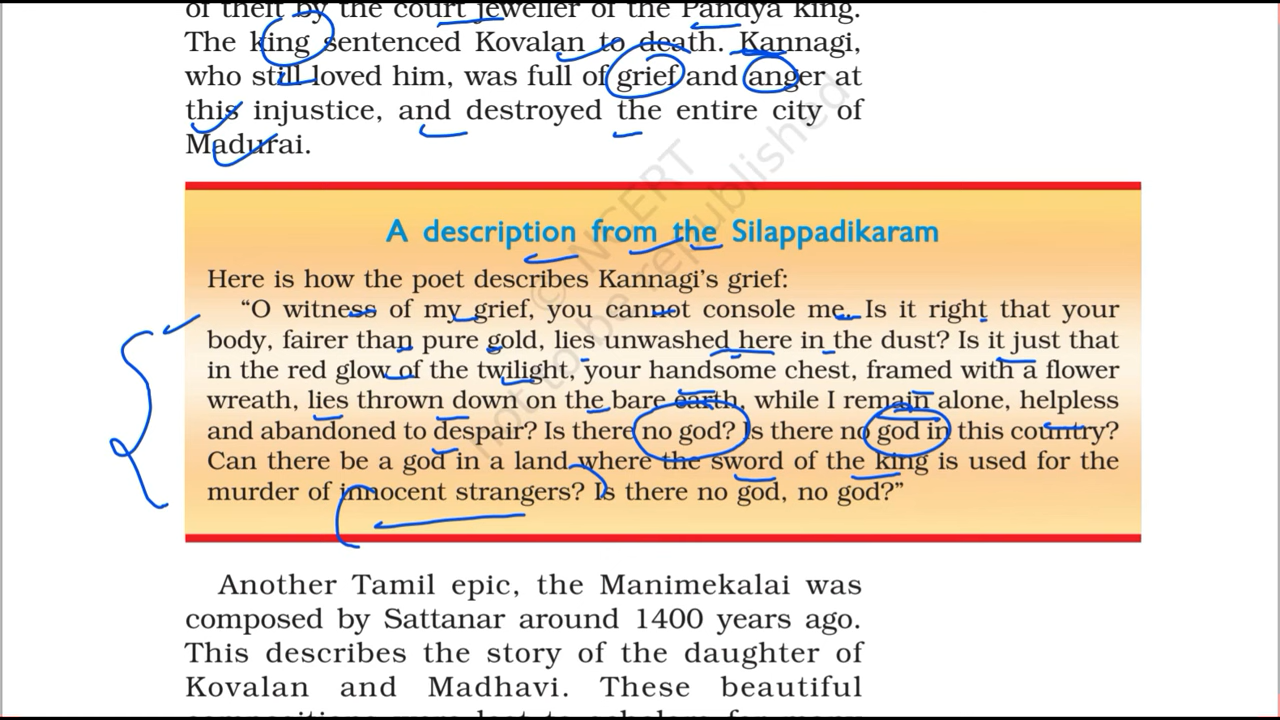 of theft by the court jeweller of the Pandya king.
The king sentenced Kovalan to death. Kannagi,
who still loved him, was full of grief and anger at
this injustice, and destroyed the entire city of
Madurai.
A description from the Silappadikaram
Here is how the poet describes Kannagi's grief:
“O witness of my grief, you cannot console me. Is it right that your
body, fairer than pure gold, lies unwashed here in the dust? Is it just that
in the red glow of the twilight, your handsome chest, framed with a flower
wreath, lies thrown down on the bare earth, while I remain alone, helpless
and abandoned to despair? Is there no god? Is there no god in this country?
Can there be a god in a land where the sword of the king is used for the
murder of innocent strangers? Is there no god, no god?”
© NCERT
not to be republished
Another Tamil epic, the Manimekalai was
composed by Sattanar around 1400 years ago.
This describes the story of the daughter of
Kovalan and Madhavi. These beautiful